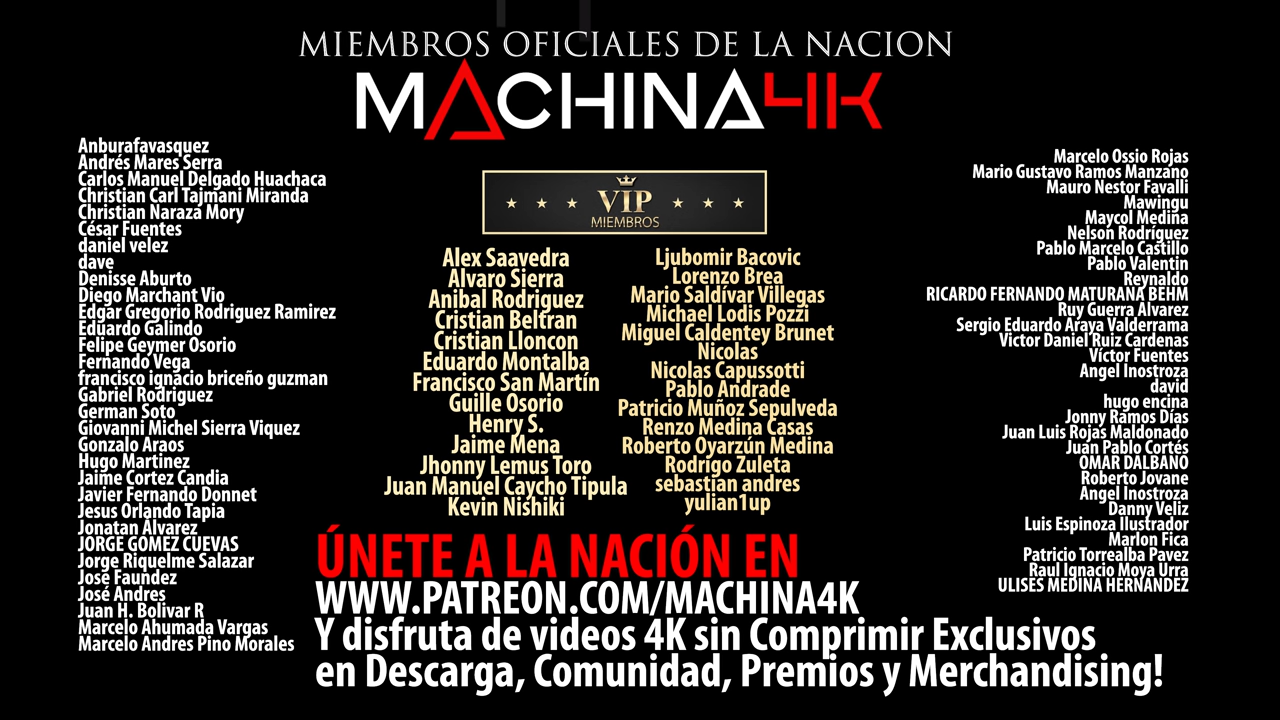 MIEMBROS OFICIALES DE LA NACION
MACHINA4K
Anburafavasquez
Andrés Mares Serra
Carlos Manuel Delgado Huachaca
Christian Carl Tajmani Miranda
Christian Naraza Mory
César Fuentes
daniel velez
dave
Denisse Aburto
Diego Marchant Vio
Edgar Gregorio Rodriguez Ramirez
Eduardo Galindo
Felipe Geymer Osorio
Fernando Vega
francisco ignacio briceño guzman
Gabriel Rodriguez
German Soto
Giovanni Michel Sierra Viquez
Gonzalo Araos
Hugo Martinez
Jaime Cortez Candia
Javier Fernando Donnet
Jesus Orlando Tapia
Jonatan Alvarez
JORGE GOMEZ CUEVAS
Jorge Riquelme Salazar
José Faundez
José Andres
Juan H. Bolivar R
Marcelo Ahumada Vargas
Marcelo Andres Pino Morales
VIP
MIEMBROS
Alex Saavedra
Alvaro Sierra
Anibal Rodriguez
Cristian Beltran
Cristian Lloncon
Eduardo Montalba
Francisco San Martín
Guille Osorio
Henry S.
Jaime Mena
Jhonny Lemus Toro
Juan Manuel Caycho Tipula
Kevin Nishiki
Ljubomir Bacovic
Lorenzo Brea
Mario Saldívar Villegas
Michael Lodis Pozzi
Miguel Caldentey Brunet
Nicolas
Nicolas Capussotti
Pablo Andrade
Patricio Muñoz Sepulveda
Renzo Medina Casas
Roberto Oyarzún Medina
Rodrigo Zuleta
sebastian andres
yulian1up
Marcelo Ossio Rojas
Mario Gustavo Ramos Manzano
Mauro Nestor Favalli
Mawingu
Maycol Medina
Nelson Rodríguez
Pablo Marcelo Castillo
Pablo Valentin
Reynaldo
RICARDO FERNANDO MATURANA BEHM
Ruy Guerra Alvarez
Sergio Eduardo Araya Valderrama
Victor Daniel Ruiz Cardenas
Víctor Fuentes
Angel Inostroza
david
hugo encina
Jonny Ramos Días
Juan Luis Rojas Maldonado
Juan Pablo Cortés
OMAR DALBANO
Roberto Jovane
Angel Inostroza
Danny Veliz
Luis Espinoza Ilustrador
Marlon Fica
Patricio Torrealba Pavez
Raul Ignacio Moya Urra
ULISES MEDINA HERNANDEZ
ÚNETE A LA NACIÓN EN
WWW.PATREON.COM/MACHINA4K
Y disfruta de videos 4K sin Comprimir Exclusivos
en Descarga, Comunidad, Premios y Merchandising!